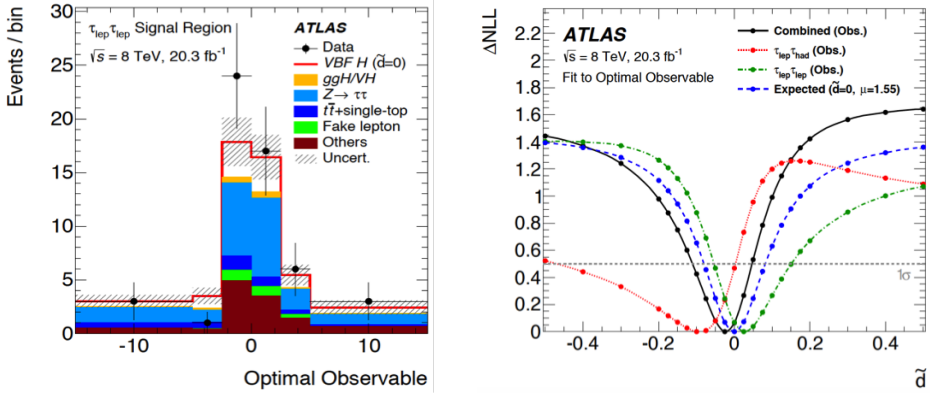 Events / bin
30
25
20
15
10
5
0
τlepτlep Signal Region
√s = 8 TeV, 20.3 fb⁻¹
ATLAS
Data
VBF H (d̃=0)
ggH/VH
Z→ ττ
tt̄+single-top
Fake lepton
Others
Uncert.
-10
0
10
Optimal Observable
ΔNLL
2.2
2
1.8
1.6
1.4
1.2
1
0.8
0.6
0.4
0.2
0
ATLAS
√s = 8 TeV, 20.3 fb⁻¹
Fit to Optimal Observable
Combined (Obs.)
τlepτhad (Obs.)
τlepτlep (Obs.)
Expected (d̃=0, μ=1.55)
1σ
-0.4
-0.2
0
0.2
0.4
d̃